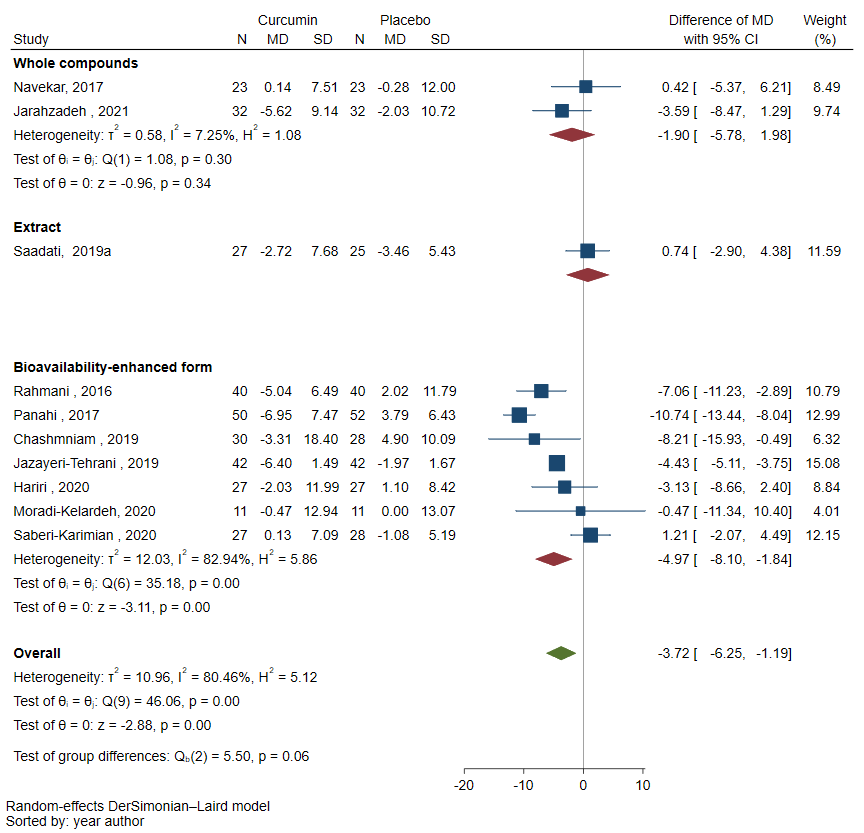 Curcumin Placebo Difference of MD Weight
Study N MD SD N MD SD with 95% CI (%)
Whole compounds
Navekar, 2017 23 0.14 7.51 23 -0.28 12.00 0.42 [ -5.37, 6.21] 8.49
Jarahzadeh , 2021 32 -5.62 9.14 32 -2.03 10.72 -3.59 [ -8.47, 1.29] 9.74
Heterogeneity: τ² = 0.58, I² = 7.25%, H² = 1.08 -1.90 [ -5.78, 1.98]
Test of θᵢ = θⱼ: Q(1) = 1.08, p = 0.30
Test of θ = 0: z = -0.96, p = 0.34
Extract
Saadati, 2019a 27 -2.72 7.68 25 -3.46 5.43 0.74 [ -2.90, 4.38] 11.59
Bioavailability-enhanced form
Rahmani , 2016 40 -5.04 6.49 40 2.02 11.79 -7.06 [ -11.23, -2.89] 10.79
Panahi , 2017 50 -6.95 7.47 52 3.79 6.43 -10.74 [ -13.44, -8.04] 12.99
Chashmniam , 2019 30 -3.31 18.40 28 4.90 10.09 -8.21 [ -15.93, -0.49] 6.32
Jazayeri-Tehrani , 2019 42 -6.40 1.49 42 -1.97 1.67 -4.43 [ -5.11, -3.75] 15.08
Hariri , 2020 27 -2.03 11.99 27 1.10 8.42 -3.13 [ -8.66, 2.40] 8.84
Moradi-Kelardeh, 2020 11 -0.47 12.94 11 0.00 13.07 -0.47 [ -11.34, 10.40] 4.01
Saberi-Karimian , 2020 27 0.13 7.09 28 -1.08 5.19 1.21 [ -2.07, 4.49] 12.15
Heterogeneity: τ² = 12.03, I² = 82.94%, H² = 5.86 -4.97 [ -8.10, -1.84]
Test of θᵢ = θⱼ: Q(6) = 35.18, p = 0.00
Test of θ = 0: z = -3.11, p = 0.00
Overall -3.72 [ -6.25, -1.19]
Heterogeneity: τ² = 10.96, I² = 80.46%, H² = 5.12
Test of θᵢ = θⱼ: Q(9) = 46.06, p = 0.00
Test of θ = 0: z = -2.88, p = 0.00
Test of group differences: Q_b(2) = 5.50, p = 0.06
-20 -10 0 10
Random-effects DerSimonian–Laird model
Sorted by: year author